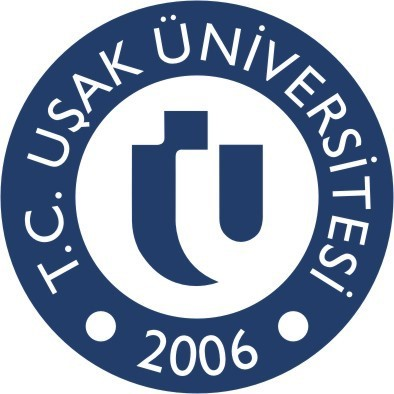 T.C. UŞAK ÜNİVERSİTESİ
2006